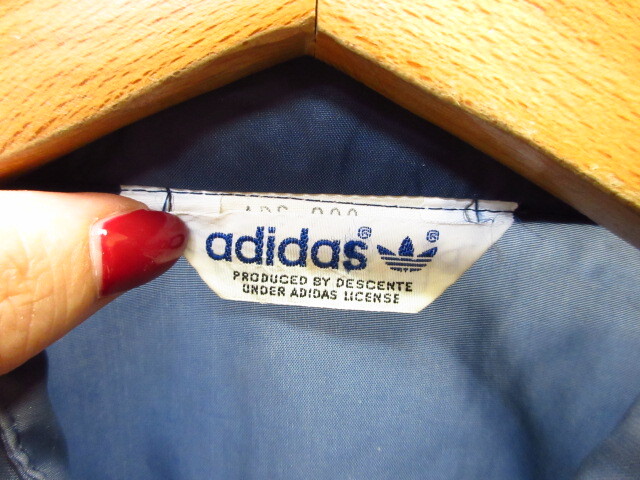 adidas® ®
PRODUCED BY DESCENTE
UNDER ADIDAS LICENSE